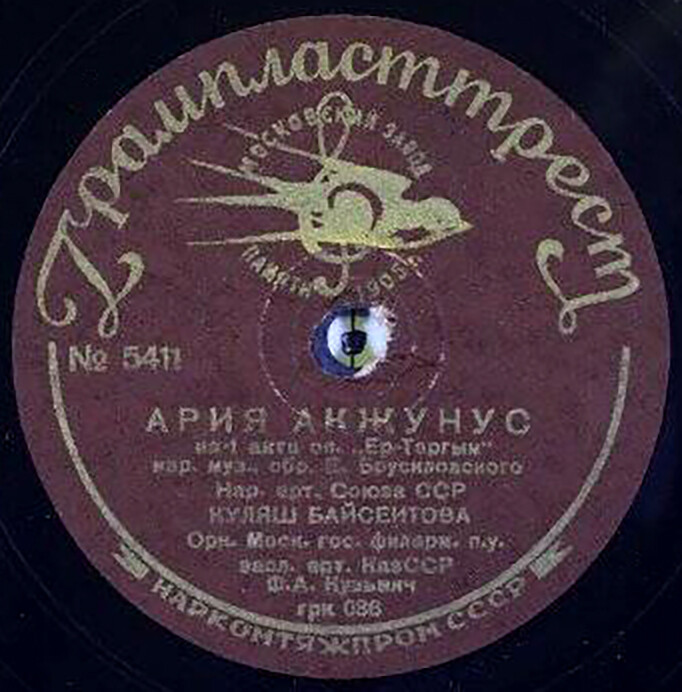 Грампласттрест
МОСКОВСКИЙ ЗАВОД
ПАМЯТИ 1905 г.
№ 5411
АРИЯ АКЖУНУС
из 1 акта оп. „Ер-Таргын"
нар. муз., обр. Е. Брусиловского
Нар. арт. Союза ССР
КУЛЯШ БАЙСЕИТОВА
Орк. Моск. гос. филарм. п.у.
засл. арт. КазССР
Ф.А. Кузьмич
грк 086
НАРКОМТЯЖПРОМ СССР